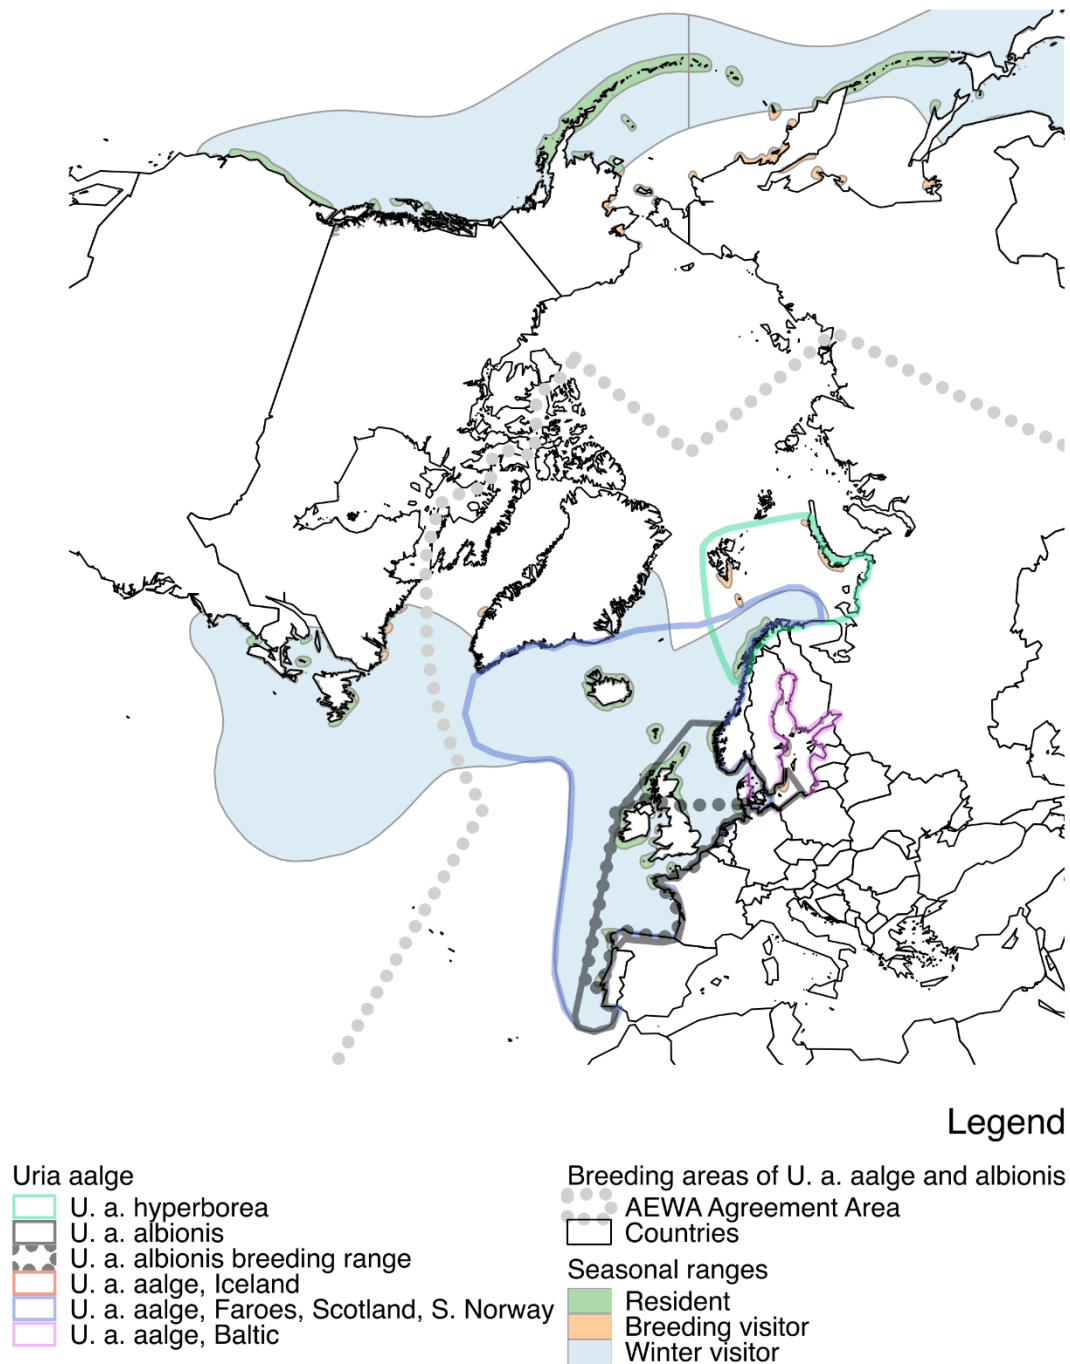 Legend
Uria aalge
U. a. hyperborea
U. a. albionis
U. a. albionis breeding range
U. a. aalge, Iceland
U. a. aalge, Faroes, Scotland, S. Norway
U. a. aalge, Baltic
Breeding areas of U. a. aalge and albionis
AEWA Agreement Area
Countries
Seasonal ranges
Resident
Breeding visitor
Winter visitor